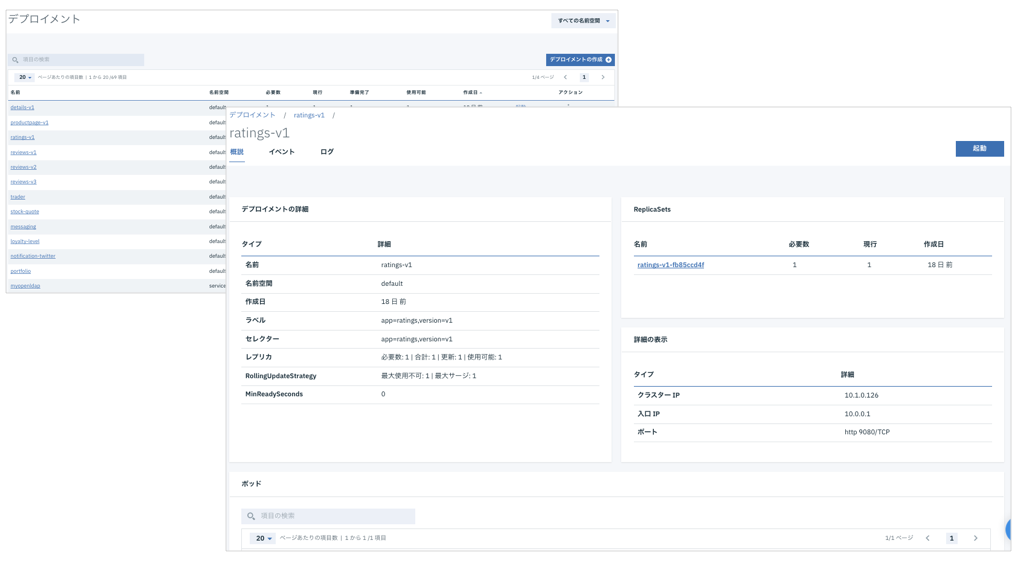 デプロイメント
すべての名前空間
項目の検索
デプロイメントの作成
20 ページあたりの項目数 | 1 から 20 /69 項目 1/4 ページ 1
名前 名前空間 必要数 現行 準備完了 使用可能 作成日 アクション
details-v1 default
productpage-v1 default
ratings-v1 default
reviews-v1 default
reviews-v2 default
reviews-v3 default
trader default
stock-quote default
messaging default
loyalty-level default
notification-twitter default
portfolio default
myopenldap service
デプロイメント / ratings-v1 /
ratings-v1
概説 イベント ログ
起動
デプロイメントの詳細
タイプ 詳細
名前 ratings-v1
名前空間 default
作成日 18 日 前
ラベル app=ratings,version=v1
セレクター app=ratings,version=v1
レプリカ 必要数: 1 | 合計: 1 | 更新: 1 | 使用可能: 1
RollingUpdateStrategy 最大使用不可: 1 | 最大サージ: 1
MinReadySeconds 0
ReplicaSets
名前 必要数 現行 作成日
ratings-v1-fb85ccd4f 1 1 18 日 前
詳細の表示
タイプ 詳細
クラスター IP 10.1.0.126
入口 IP 10.0.0.1
ポート http 9080/TCP
ポッド
項目の検索
20 ページあたりの項目数 | 1 から 1 /1 項目 1/1 ページ 1